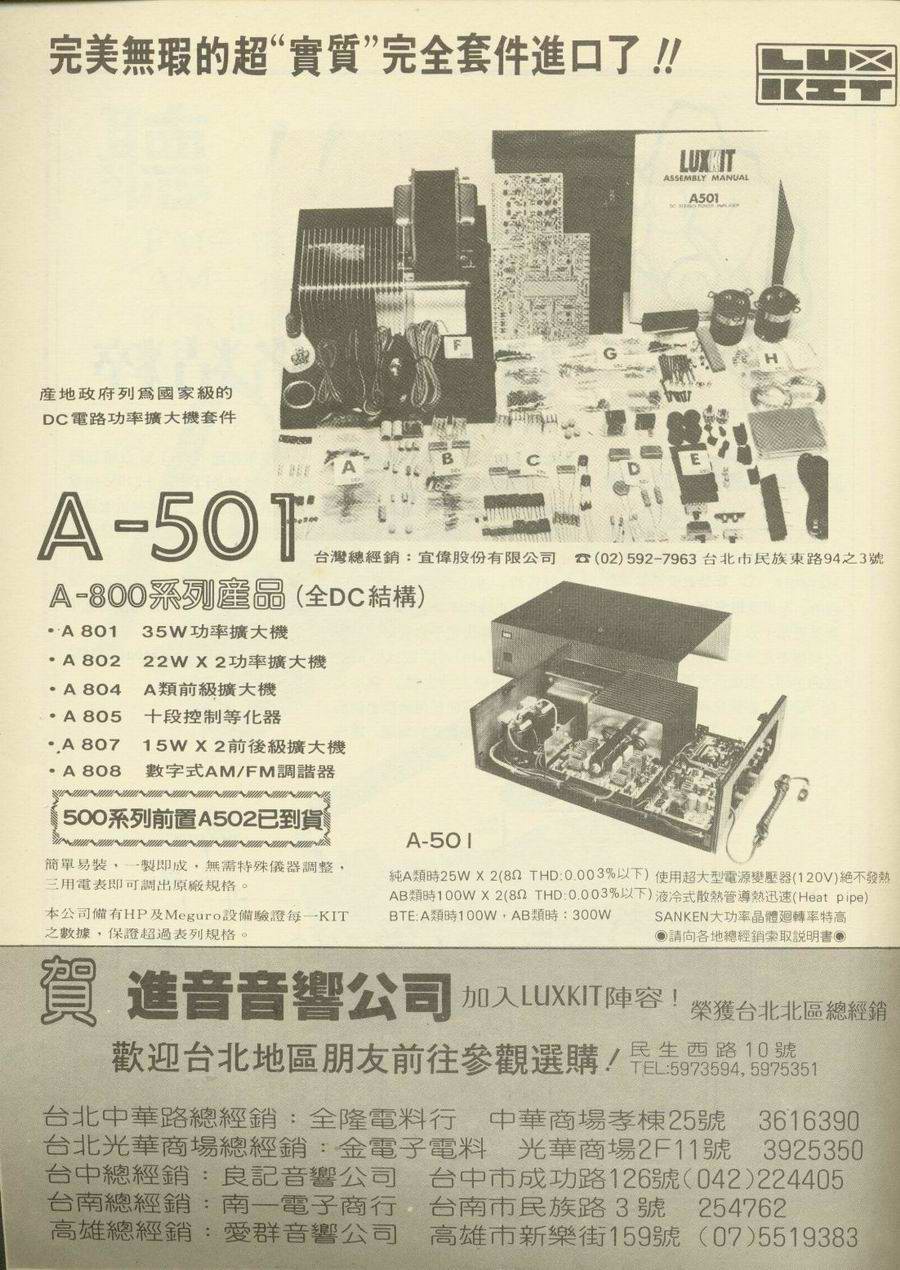 完美無瑕的超“實質”完全套件進口了!!
LUX
KIT
LUXKIT
ASSEMBLY MANUAL
A501
DC STEREO POWER AMPLIFIER
F
G
H
A
B
C
D
E
産地政府列爲國家級的
DC電路功率擴大機套件
A-501
台灣總經銷：宜偉股份有限公司 ☎(02)592-7963 台北市民族東路94之3號
A-800系列産品(全DC結構)
·A 801 35W功率擴大機
·A 802 22W X 2功率擴大機
·A 804 A類前級擴大機
·A 805 十段控制等化器
·A 807 15W X 2前後級擴大機
·A 808 數字式AM/FM調諧器
500系列前置A502已到貨
簡單易裝，一製即成，無需特殊儀器調整，
三用電表即可調出原廠規格。
本公司備有HP及Meguro設備驗證每一KIT
之數據，保證超過表列規格。
A-501
純A類時25W X 2(8Ω THD:0.003%以下)
AB類時100W X 2(8Ω THD:0.003%以下)
BTE:A類時100W，AB類時：300W
使用超大型電源變壓器(120V)絕不發熱
液冷式散熱管導熱迅速(Heat pipe)
SANKEN大功率晶體廻轉率特高
◉請向各地總經銷索取説明書◉
賀 進音音響公司 加入LUXKIT陣容！ 榮獲台北北區總經銷
歡迎台北地區朋友前往參觀選購！ 民生西路10號
TEL:5973594, 5975351
台北中華路總經銷：全隆電料行 中華商場孝棟25號 3616390
台北光華商場總經銷：金電子電料 光華商場2F11號 3925350
台中總經銷：良記音響公司 台中市成功路126號(042)224405
台南總經銷：南一電子商行 台南市民族路3號 254762
高雄總經銷：愛群音響公司 高雄市新樂街159號 (07)5519383